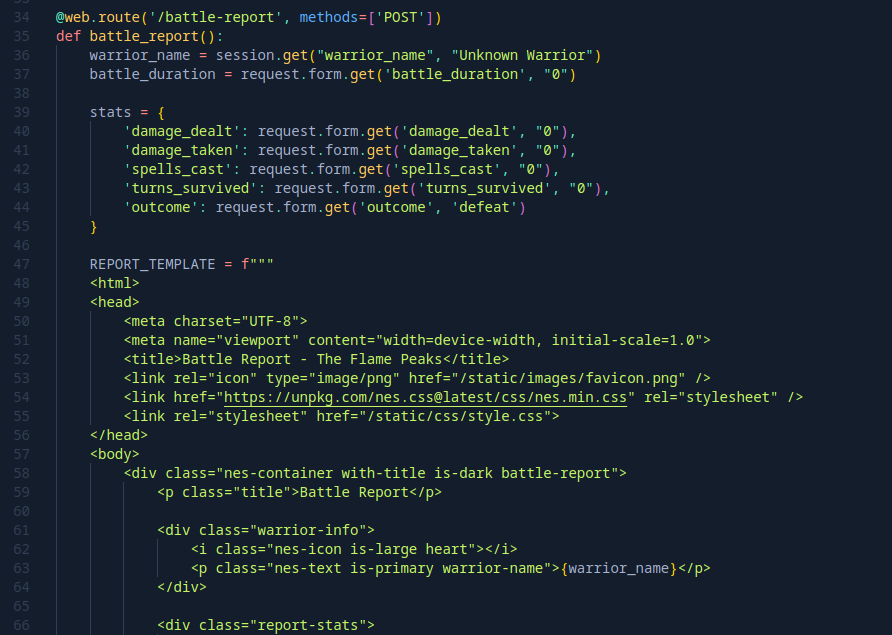 34 @web.route('/battle-report', methods=['POST'])
35 def battle_report():
36     warrior_name = session.get("warrior_name", "Unknown Warrior")
37     battle_duration = request.form.get('battle_duration', "0")
38
39     stats = {
40         'damage_dealt': request.form.get('damage_dealt', "0"),
41         'damage_taken': request.form.get('damage_taken', "0"),
42         'spells_cast': request.form.get('spells_cast', "0"),
43         'turns_survived': request.form.get('turns_survived', "0"),
44         'outcome': request.form.get('outcome', 'defeat')
45     }
46
47     REPORT_TEMPLATE = f"""
48     <html>
49     <head>
50         <meta charset="UTF-8">
51         <meta name="viewport" content="width=device-width, initial-scale=1.0">
52         <title>Battle Report - The Flame Peaks</title>
53         <link rel="icon" type="image/png" href="/static/images/favicon.png" />
54         <link href="https://unpkg.com/nes.css@latest/css/nes.min.css" rel="stylesheet" />
55         <link rel="stylesheet" href="/static/css/style.css">
56     </head>
57     <body>
58         <div class="nes-container with-title is-dark battle-report">
59             <p class="title">Battle Report</p>
60
61             <div class="warrior-info">
62                 <i class="nes-icon is-large heart"></i>
63                 <p class="nes-text is-primary warrior-name">{warrior_name}</p>
64             </div>
65
66             <div class="report-stats">